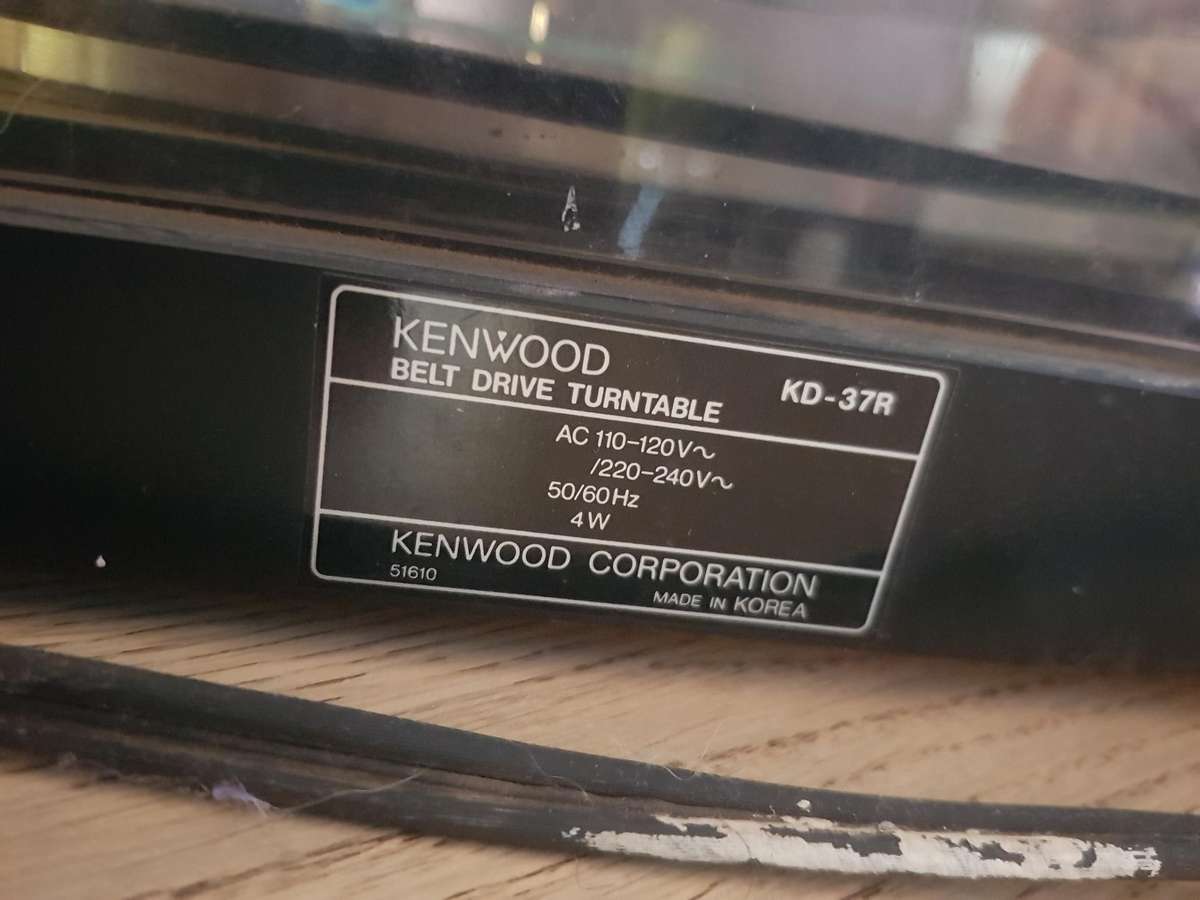 KENWOOD
BELT DRIVE TURNTABLE KD-37R
AC 110-120V~
/220-240V~
50/60Hz
4W
KENWOOD CORPORATION
51610 MADE IN KOREA